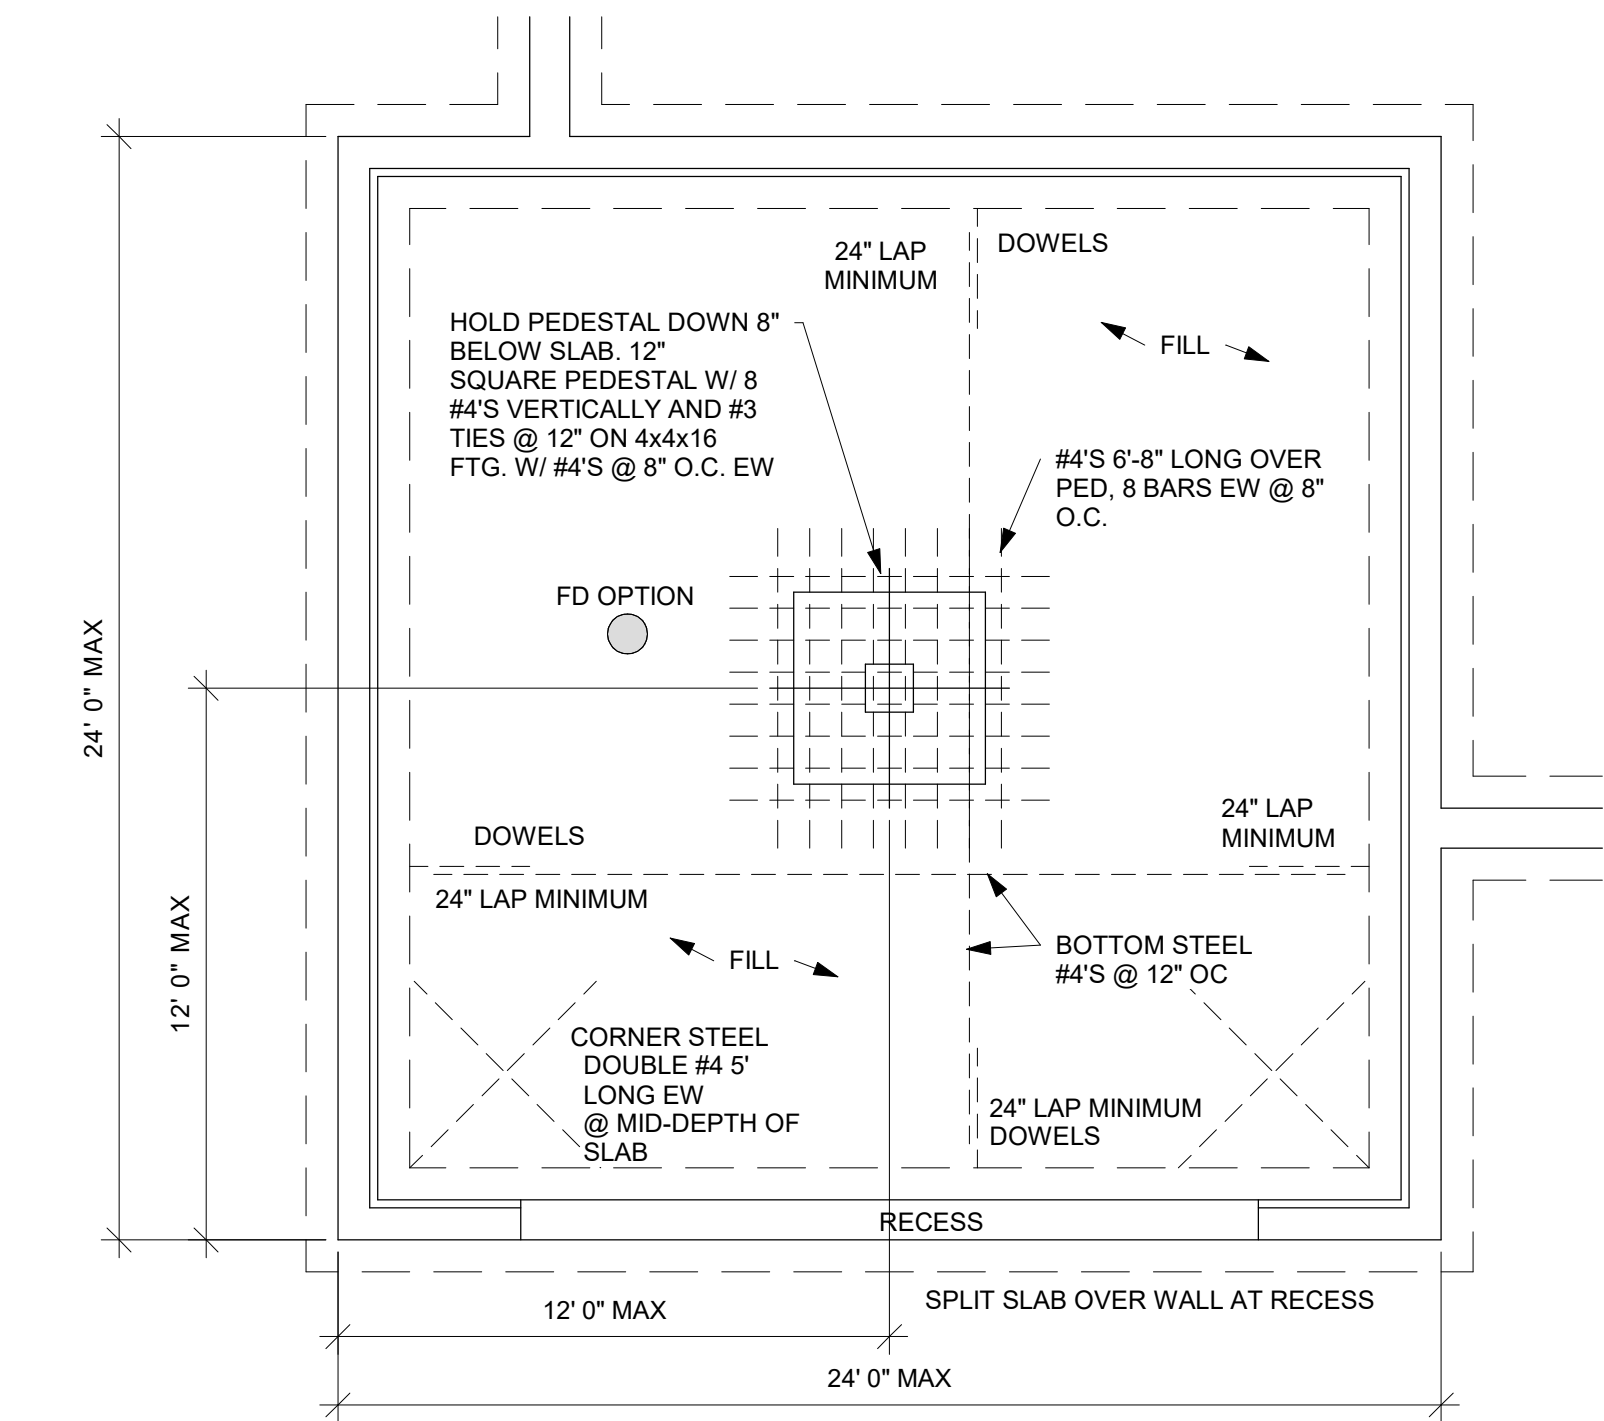 24" LAP
MINIMUM
DOWELS
HOLD PEDESTAL DOWN 8"
BELOW SLAB. 12"
SQUARE PEDESTAL W/ 8
#4'S VERTICALLY AND #3
TIES @ 12" ON 4x4x16
FTG. W/ #4'S @ 8" O.C. EW
FILL
#4'S 6'-8" LONG OVER
PED, 8 BARS EW @ 8"
O.C.
FD OPTION
24' 0" MAX
12' 0" MAX
DOWELS
24" LAP MINIMUM
24" LAP
MINIMUM
FILL
BOTTOM STEEL
#4'S @ 12" OC
CORNER STEEL
DOUBLE #4 5'
LONG EW
@ MID-DEPTH OF
SLAB
24" LAP MINIMUM
DOWELS
RECESS
SPLIT SLAB OVER WALL AT RECESS
12' 0" MAX
24' 0" MAX